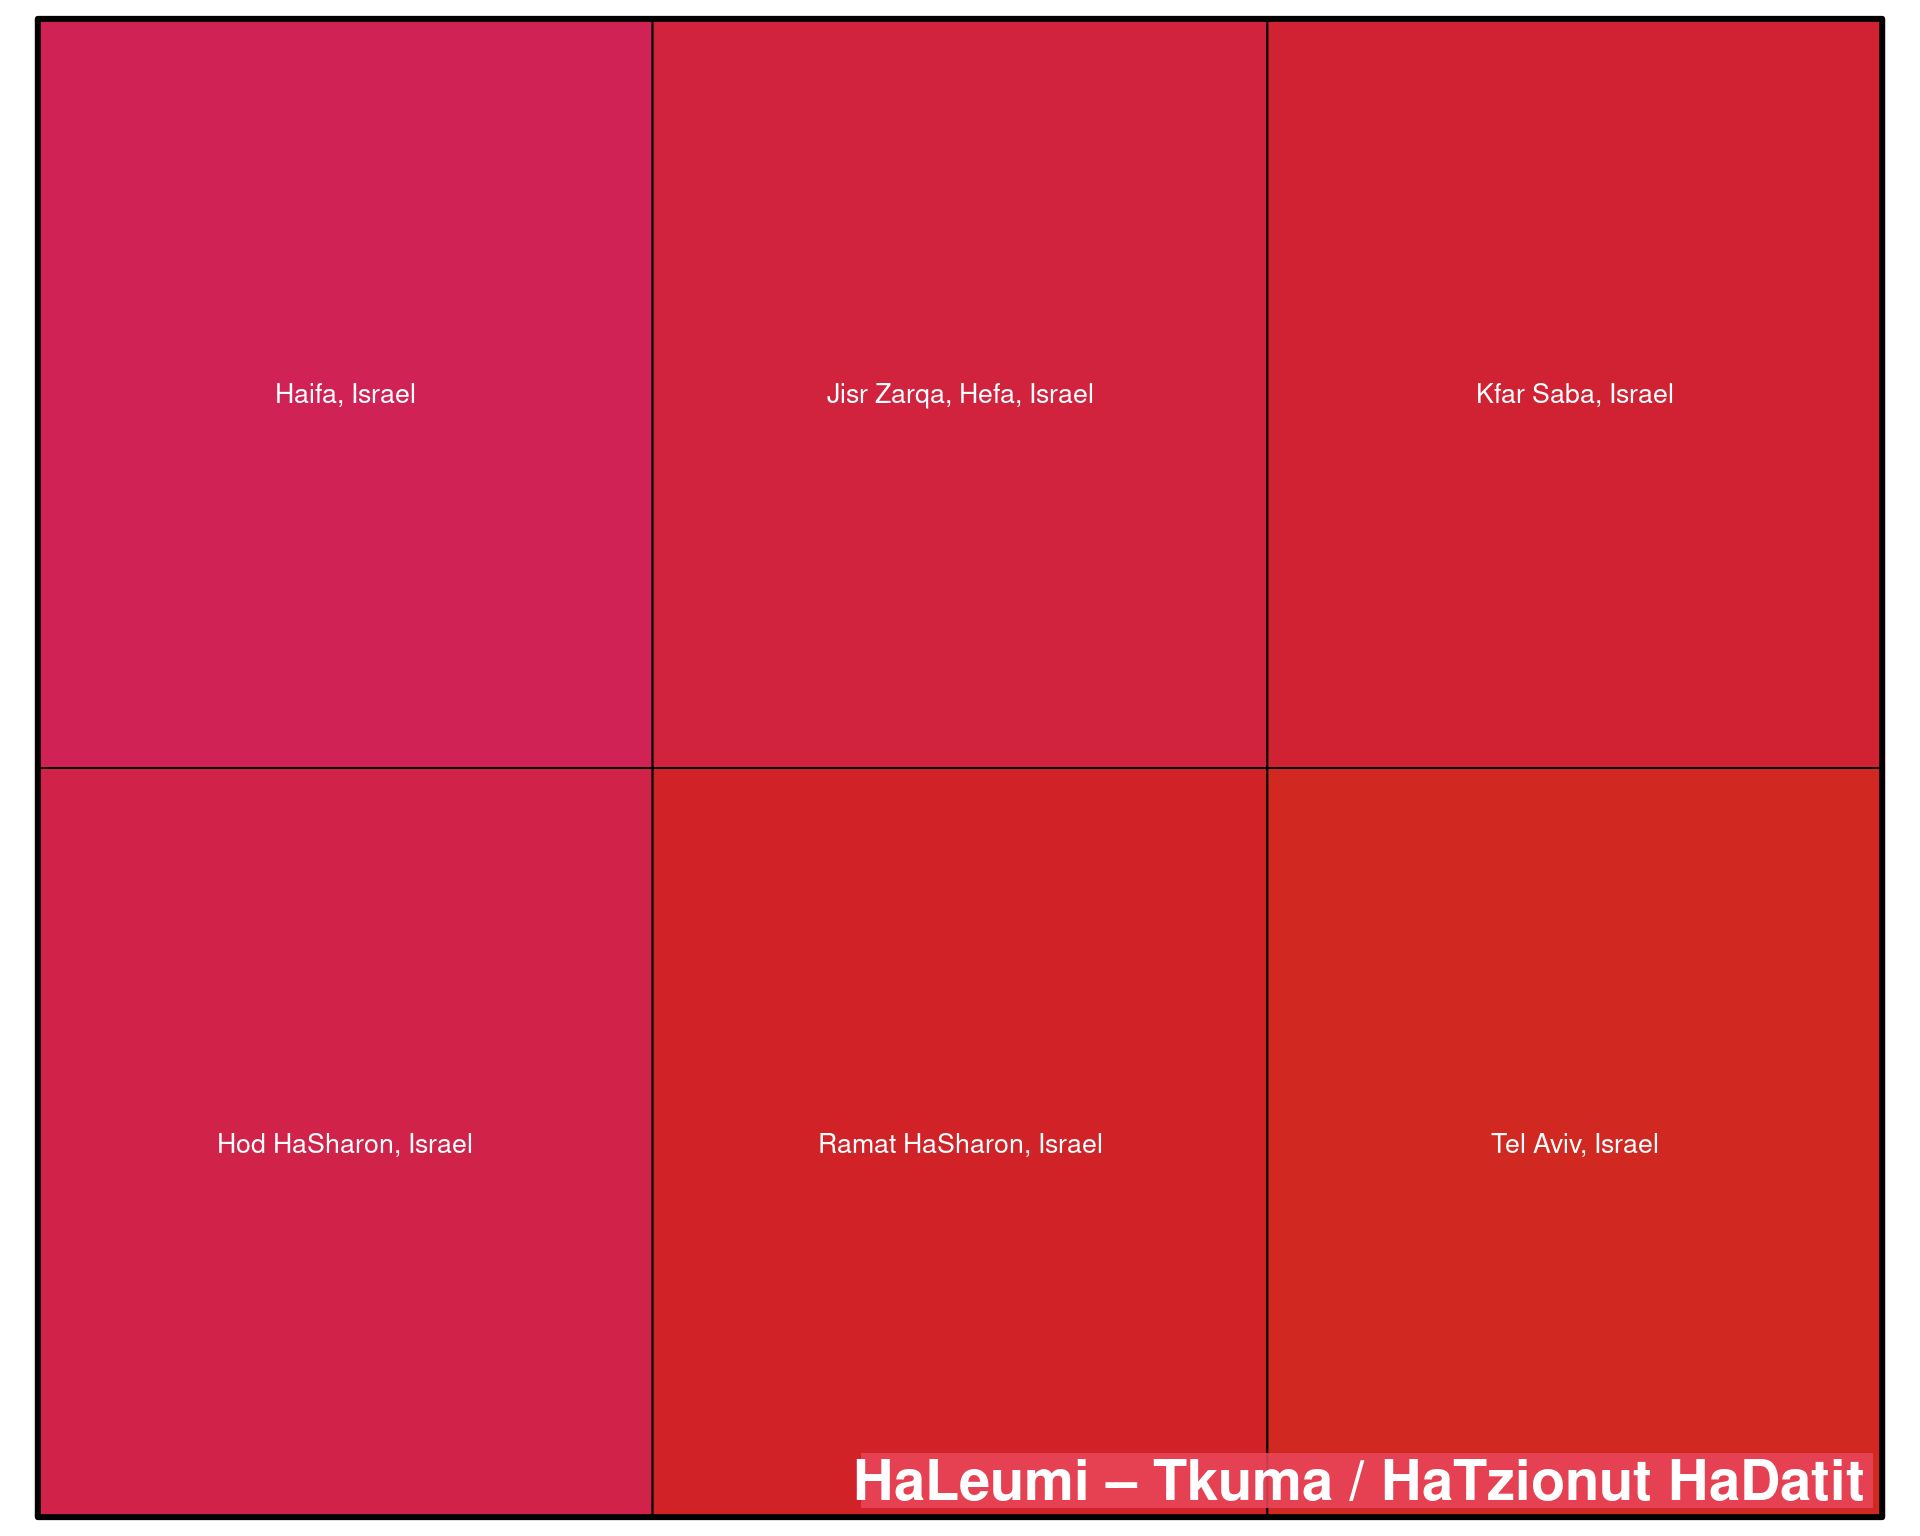 Haifa, Israel
Jisr Zarqa, Hefa, Israel
Kfar Saba, Israel
Hod HaSharon, Israel
Ramat HaSharon, Israel
Tel Aviv, Israel
HaLeumi – Tkuma / HaTzionut HaDatit